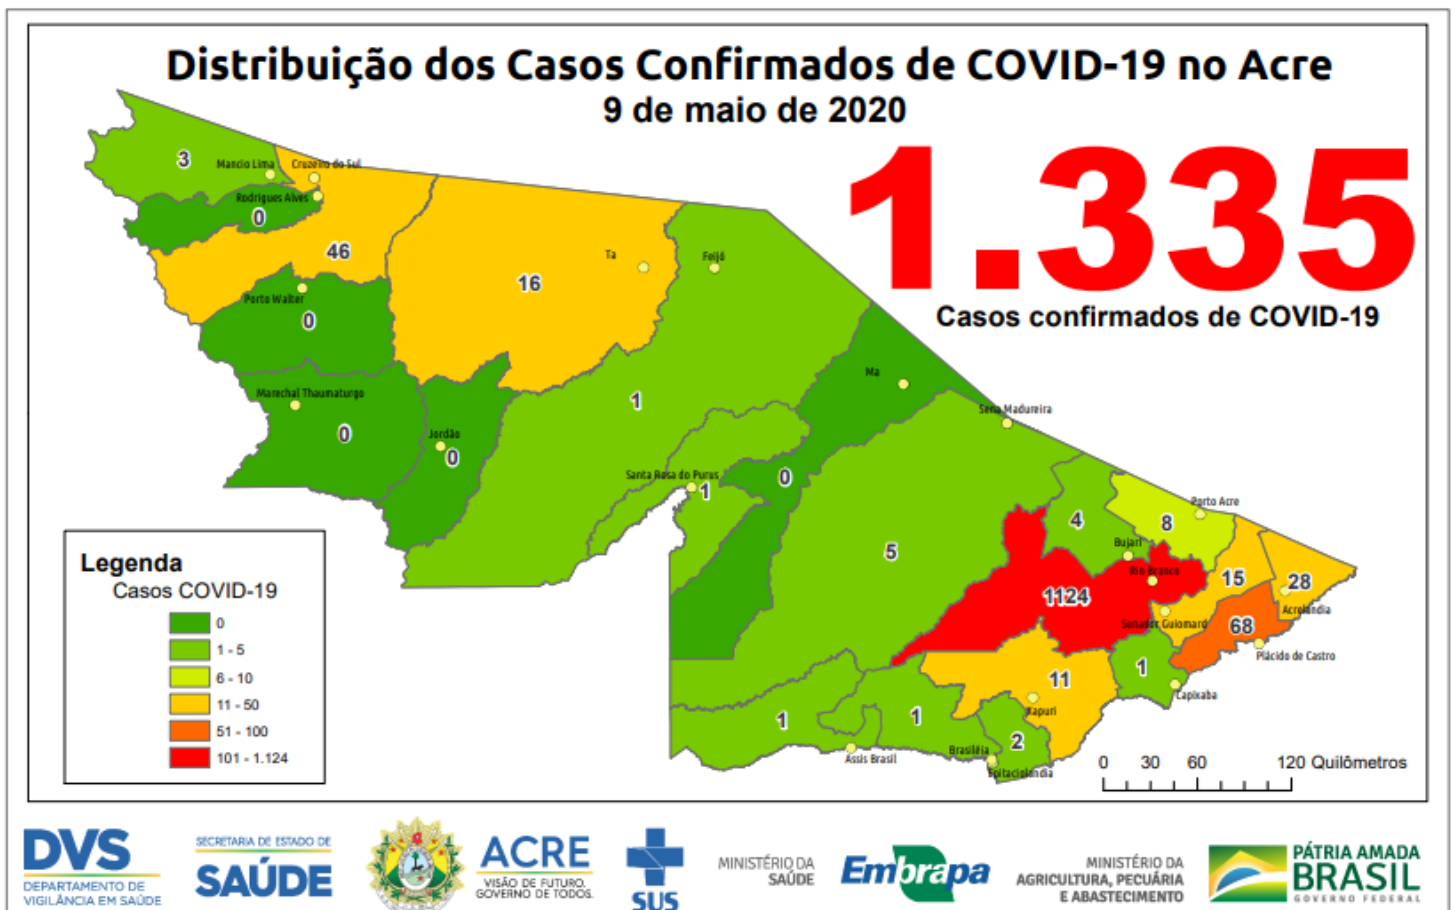 Distribuição dos Casos Confirmados de COVID-19 no Acre
9 de maio de 2020
1.335
Casos confirmados de COVID-19
3
Mancio Lima
Cruzeiro do Sul
Rodrigues Alves
0
46
16
Ta
Feijó
Porto Walter
0
Ma
Marechal Thaumaturgo
0
Jordão
0
1
Sena Madureira
Santa Rosa do Purus
1
0
5
4
8
Porto Acre
Bujari
Rio Branco
1124
15
28
Acrelândia
Senador Guiomard
68
Plácido de Castro
1
Capixaba
11
Xapuri
1
1
2
Assis Brasil
Brasiléia
Epitaciolândia
Legenda
Casos COVID-19
0
1 - 5
6 - 10
11 - 50
51 - 100
101 - 1.124
0 30 60 120 Quilômetros
DVS
DEPARTAMENTO DE
VIGILÂNCIA EM SAÚDE
SECRETARIA DE ESTADO DE
SAÚDE
ACRE
VISÃO DE FUTURO.
GOVERNO DE TODOS.
SUS
MINISTÉRIO DA
SAÚDE
Embrapa
MINISTÉRIO DA
AGRICULTURA, PECUÁRIA
E ABASTECIMENTO
PÁTRIA AMADA
BRASIL
GOVERNO FEDERAL